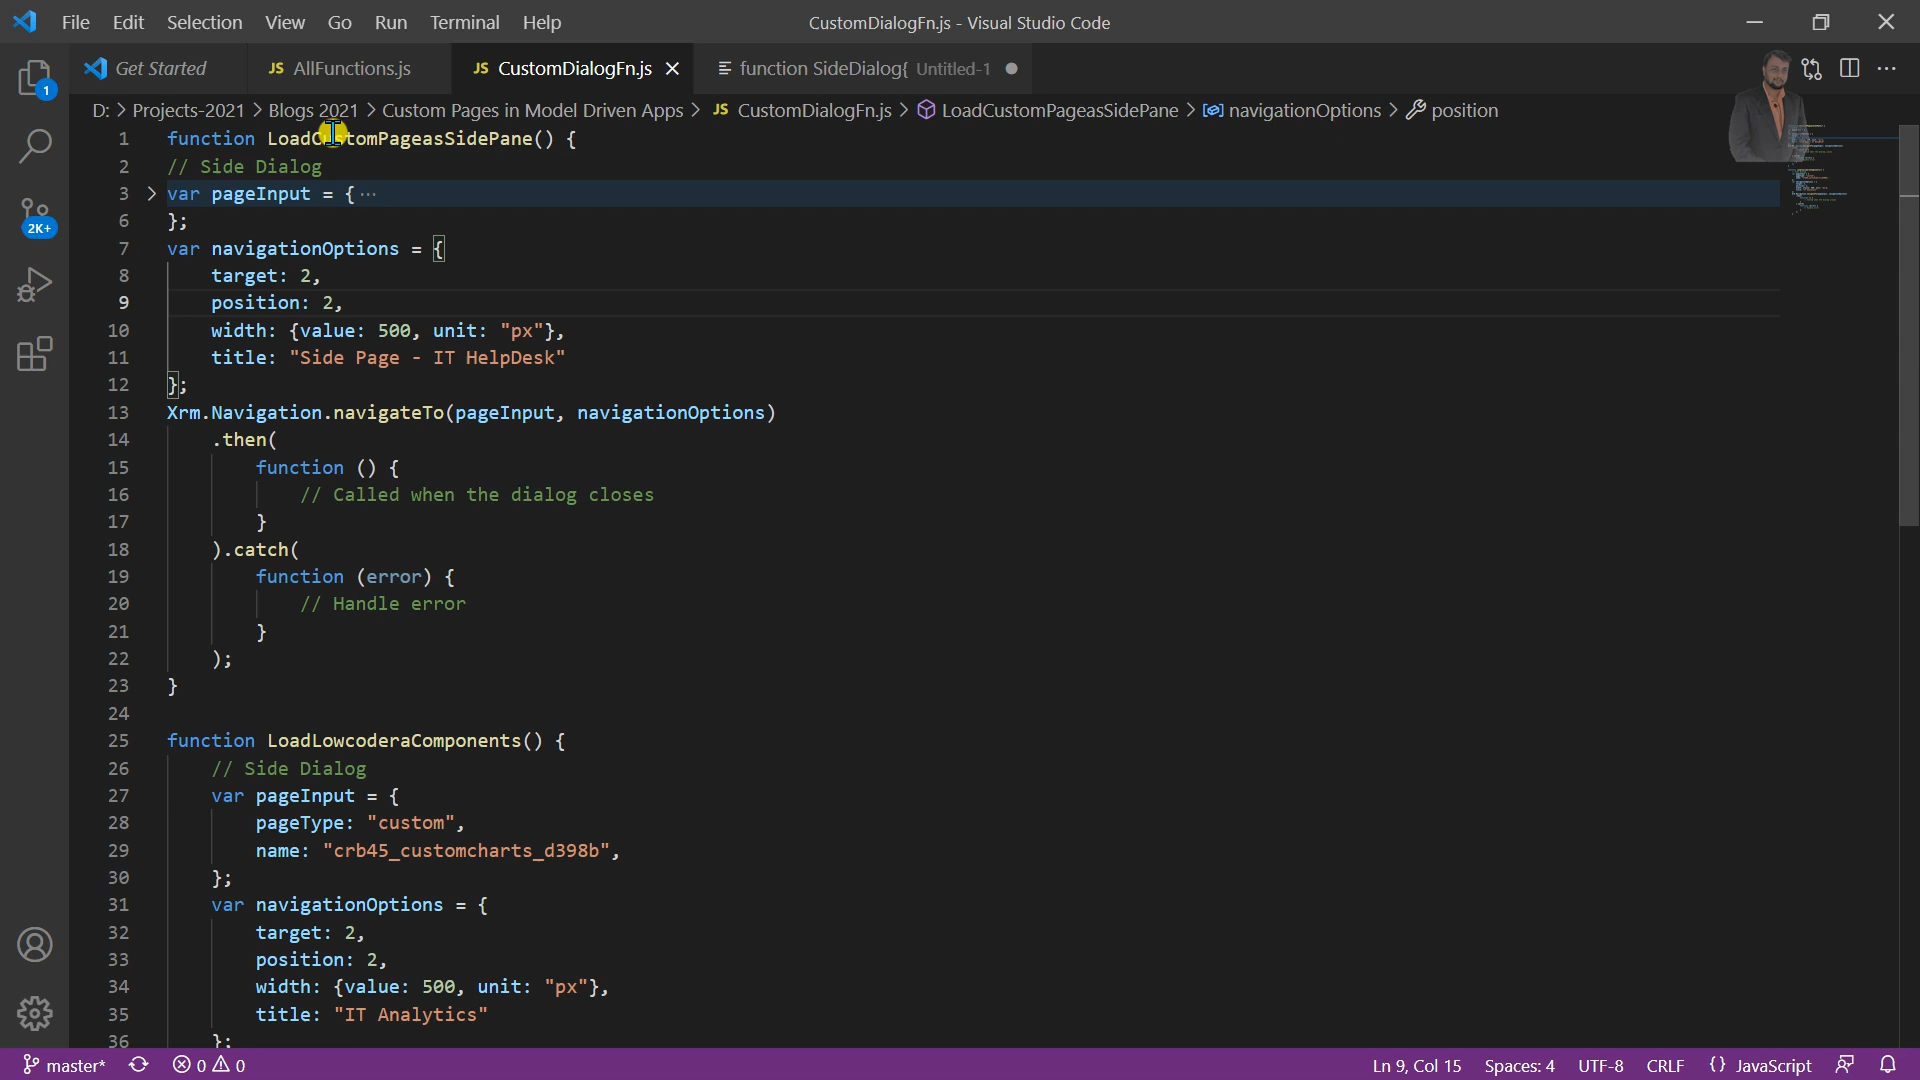 File Edit Selection View Go Run Terminal Help CustomDialogFn.js - Visual Studio Code
Get Started JS AllFunctions.js JS CustomDialogFn.js function SideDialog{ Untitled-1
D: > Projects-2021 > Blogs 2021 > Custom Pages in Model Driven Apps > JS CustomDialogFn.js > LoadCustomPageasSidePane > navigationOptions > position
1 function LoadCustomPageasSidePane() {
2 // Side Dialog
3 var pageInput = { ···
6 };
7 var navigationOptions = {
8 target: 2,
9 position: 2,
10 width: {value: 500, unit: "px"},
11 title: "Side Page - IT HelpDesk"
12 };
13 Xrm.Navigation.navigateTo(pageInput, navigationOptions)
14 .then(
15 function () {
16 // Called when the dialog closes
17 }
18 ).catch(
19 function (error) {
20 // Handle error
21 }
22 );
23 }
24
25 function LoadLowcoderaComponents() {
26 // Side Dialog
27 var pageInput = {
28 pageType: "custom",
29 name: "crb45_customcharts_d398b",
30 };
31 var navigationOptions = {
32 target: 2,
33 position: 2,
34 width: {value: 500, unit: "px"},
35 title: "IT Analytics"
36 };
1
2K+
master* 0 0 Ln 9, Col 15 Spaces: 4 UTF-8 CRLF {} JavaScript